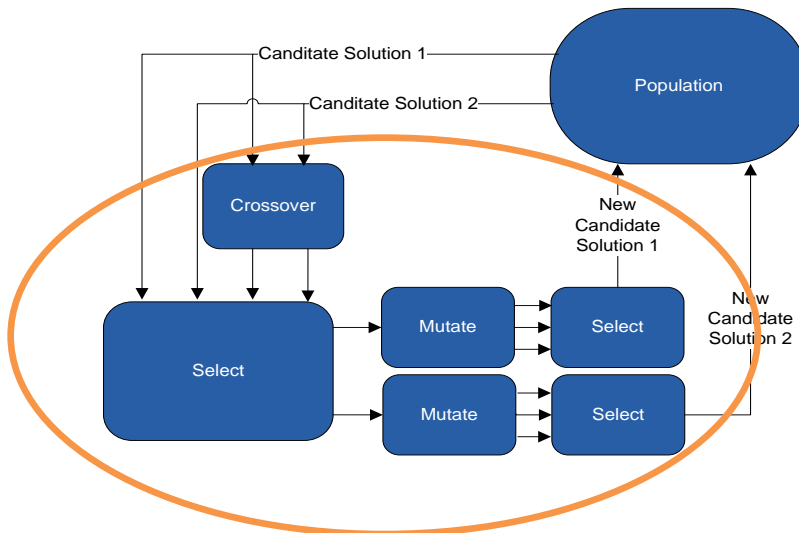 Canditate Solution 1
Population
Canditate Solution 2
Crossover
New
Candidate
Solution 1
New
Candidate
Solution 2
Mutate
Select
Select
Mutate
Select